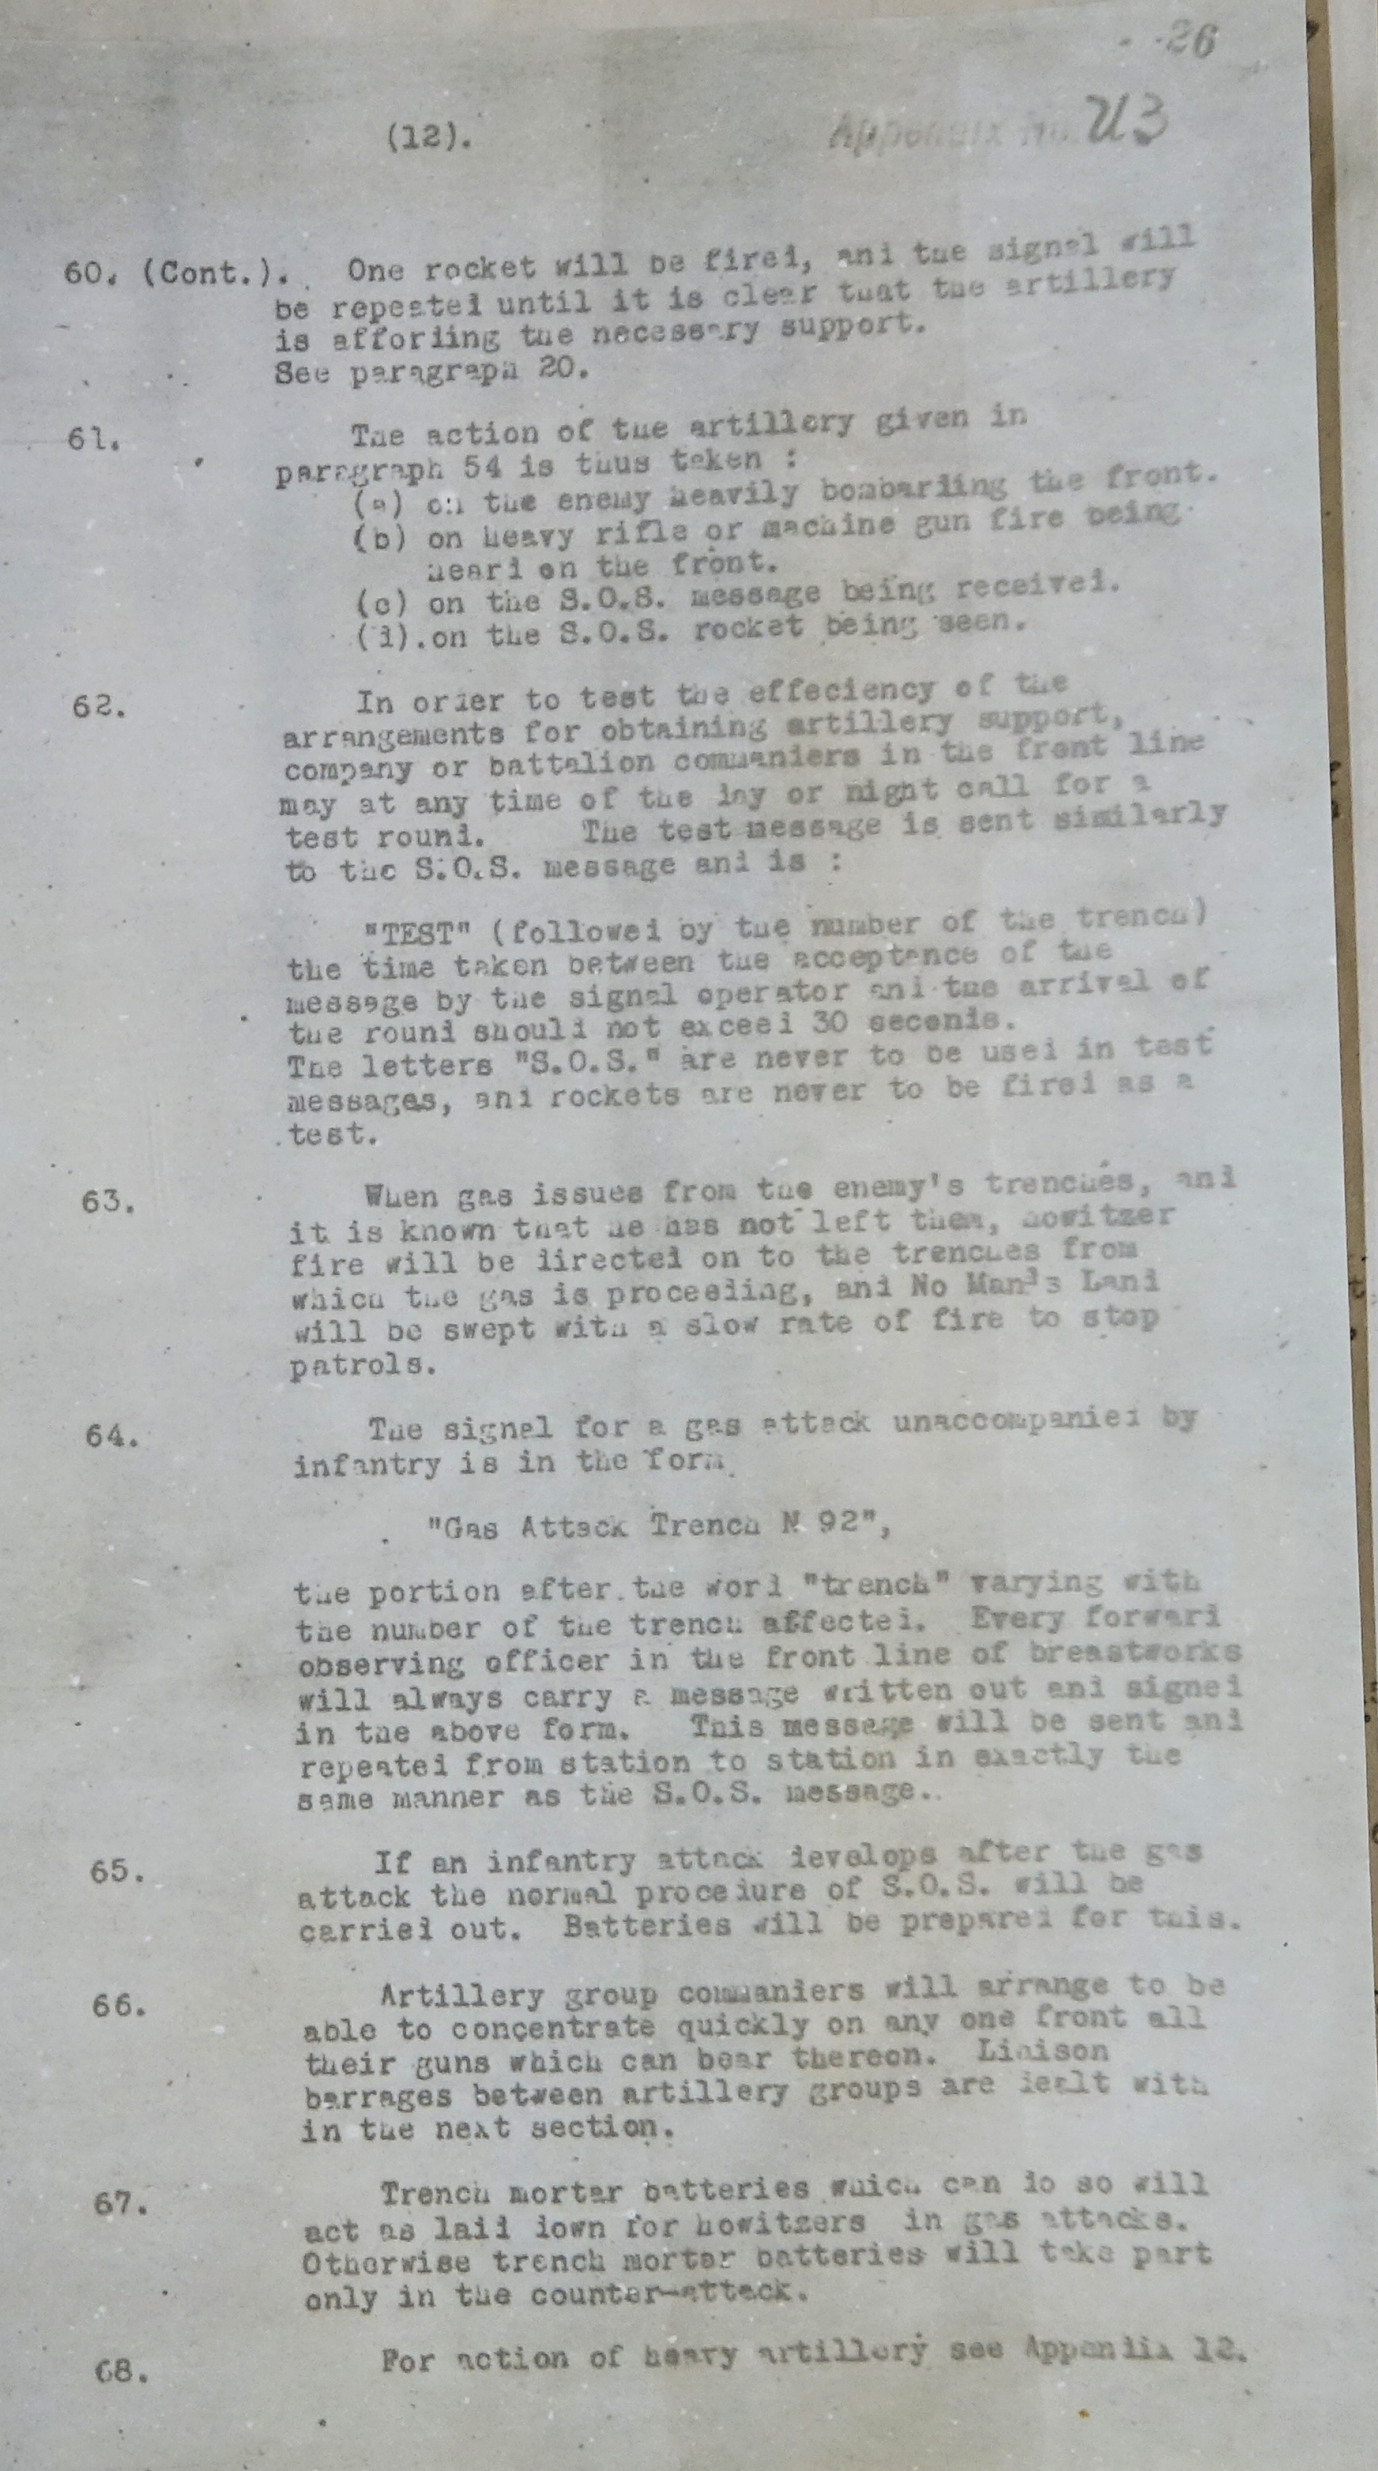 26
(12).
Appendix No. U3
60. (Cont.). One rocket will be fired, and the signal will
be repeated until it is clear that the artillery
is affording the necessary support.
See paragraph 20.
61. The action of the artillery given in
paragraph 54 is thus taken :
(a) on the enemy heavily bombarding the front.
(b) on heavy rifle or machine gun fire being
heard on the front.
(c) on the S.O.S. message being received.
(d).on the S.O.S. rocket being seen.
62. In order to test the effeciency of the
arrangements for obtaining artillery support,
company or battalion commanders in the front line
may at any time of the day or night call for a
test round. The test message is sent similarly
to the S.O.S. message and is :
"TEST" (followed by the number of the trench)
the time taken between the acceptance of the
message by the signal operator and the arrival of
the round should not exceed 30 seconds.
The letters "S.O.S." are never to be used in test
messages, and rockets are never to be fired as a
test.
63. When gas issues from the enemy's trenches, and
it is known that he has not left them, howitzer
fire will be directed on to the trenches from
which the gas is proceeding, and No Man's Land
will be swept with a slow rate of fire to stop
patrols.
64. The signal for a gas attack unaccompanied by
infantry is in the form
"Gas Attack Trench N 92",
the portion after the word "trench" varying with
the number of the trench affected. Every forward
observing officer in the front line of breastworks
will always carry a message written out and signed
in the above form. This message will be sent and
repeated from station to station in exactly the
same manner as the S.O.S. message.
65. If an infantry attack develops after the gas
attack the normal procedure of S.O.S. will be
carried out. Batteries will be prepared for this.
66. Artillery group commanders will arrange to be
able to concentrate quickly on any one front all
their guns which can bear thereon. Liaison
barrages between artillery groups are dealt with
in the next section.
67. Trench mortar batteries which can do so will
act as laid down for howitzers in gas attacks.
Otherwise trench mortar batteries will take part
only in the counter-attack.
68. For action of heavy artillery see Appendix 12.